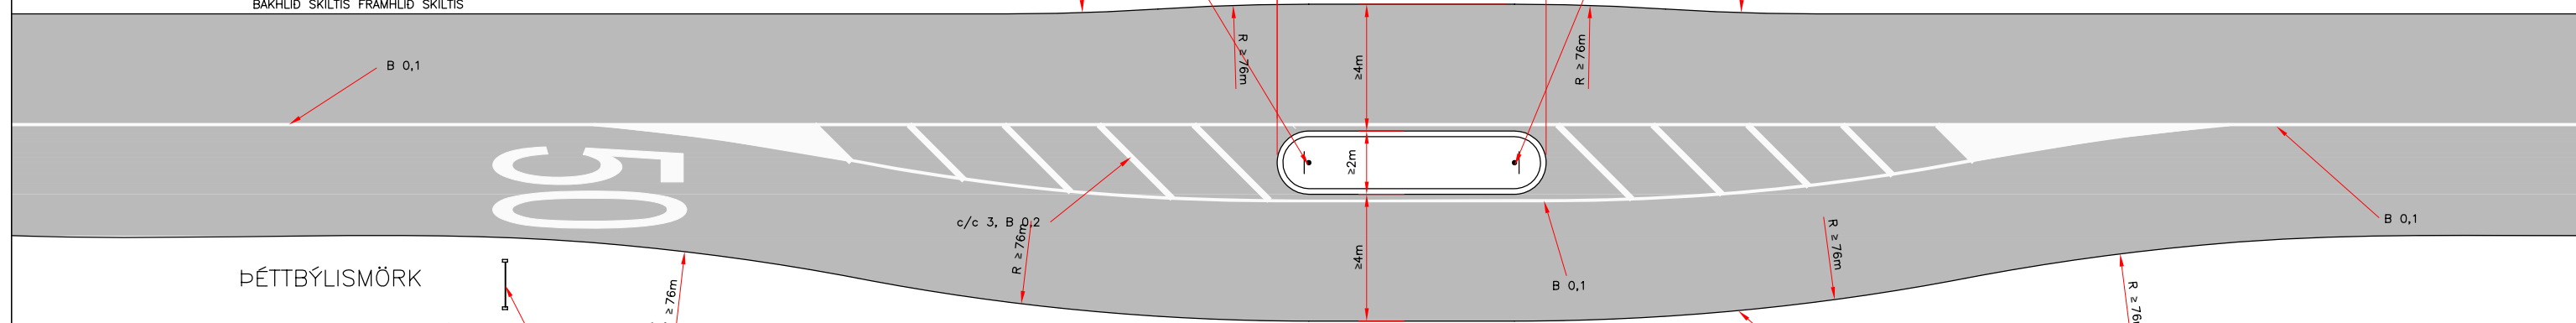 BAKHLIÐ SKILTIS FRAMHLIÐ SKILTIS
B 0,1
R ≥ 76m
≥4m
R ≥ 76m
50
≥2m
c/c 3, B 0,2
R ≥ 76m
≥4m
R ≥ 76m
B 0,1
B 0,1
ÞÉTTBÝLISMÖRK
≥ 76m
R ≥ 76m